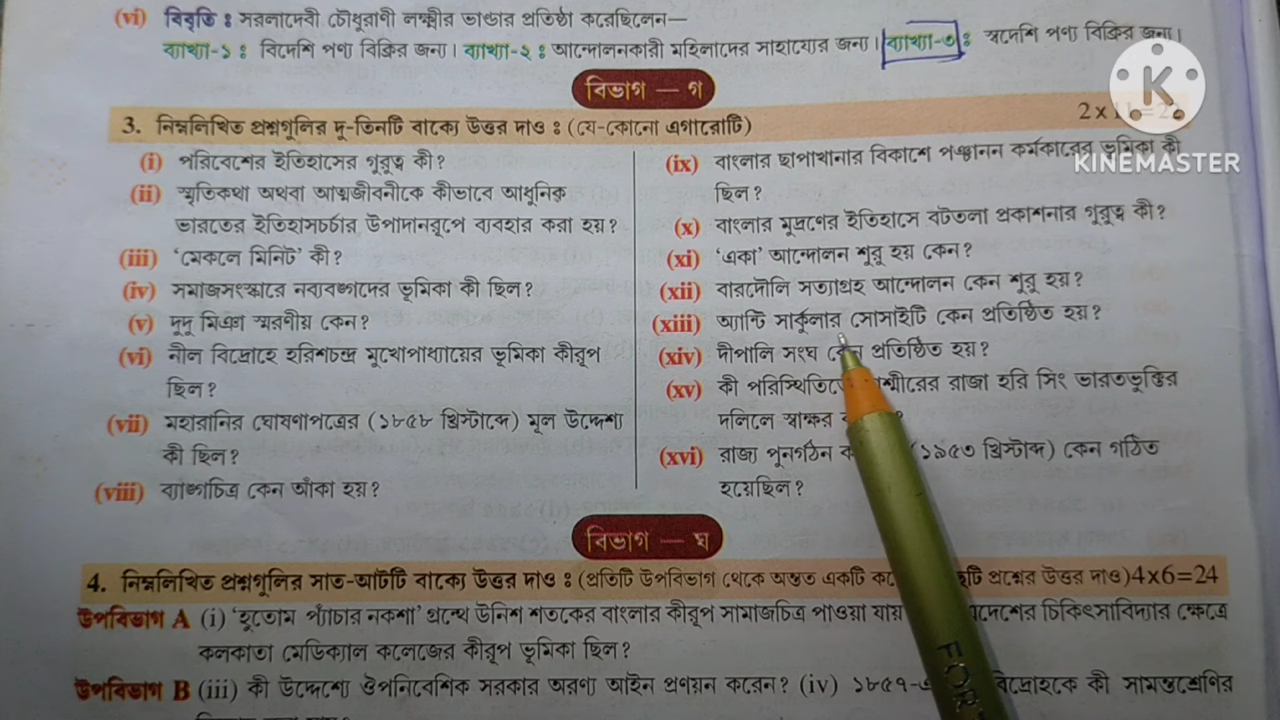 (vi) বিবৃতি : সরলাদেবী চৌধুরাণী লক্ষ্মীর ভাণ্ডার প্রতিষ্ঠা করেছিলেন—
ব্যাখ্যা-১ : বিদেশি পণ্য বিক্রির জন্য। ব্যাখ্যা-২ : আন্দোলনকারী মহিলাদের সাহায্যের জন্য। ব্যাখ্যা-৩ : স্বদেশি পণ্য বিক্রির জন্য।
বিভাগ — গ
3. নিম্নলিখিত প্রশ্নগুলির দু-তিনটি বাক্যে উত্তর দাও : (যে-কোনো এগারোটি) 2 x 11 = 22
(i) পরিবেশের ইতিহাসের গুরুত্ব কী?
(ii) স্মৃতিকথা অথবা আত্মজীবনীকে কীভাবে আধুনিক
ভারতের ইতিহাসচর্চার উপাদানরূপে ব্যবহার করা হয়?
(iii) ‘মেকলে মিনিট’ কী?
(iv) সমাজসংস্কারে নব্যবঙ্গদের ভূমিকা কী ছিল?
(v) দুদু মিঞা স্মরণীয় কেন?
(vi) নীল বিদ্রোহে হরিশচন্দ্র মুখোপাধ্যায়ের ভূমিকা কীরূপ
ছিল?
(vii) মহারানির ঘোষণাপত্রের (১৮৫৮ খ্রিস্টাব্দে) মূল উদ্দেশ্য
কী ছিল?
(viii) ব্যাঙ্গচিত্র কেন আঁকা হয়?
(ix) বাংলার ছাপাখানার বিকাশে পঞ্চানন কর্মকারের ভূমিকা কী
ছিল?
(x) বাংলার মুদ্রণের ইতিহাসে বটতলা প্রকাশনার গুরুত্ব কী?
(xi) ‘একা’ আন্দোলন শুরু হয় কেন?
(xii) বারদৌলি সত্যাগ্রহ আন্দোলন কেন শুরু হয়?
(xiii) অ্যান্টি সার্কুলার সোসাইটি কেন প্রতিষ্ঠিত হয়?
(xiv) দীপালি সংঘ কেন প্রতিষ্ঠিত হয়?
(xv) কী পরিস্থিতিতে কাশ্মীরের রাজা হরি সিং ভারতভুক্তির
দলিলে স্বাক্ষর ?
(xvi) রাজ্য পুনর্গঠন (১৯৫৩ খ্রিস্টাব্দ) কেন গঠিত
হয়েছিল?
KINEMASTER
বিভাগ — ঘ
4. নিম্নলিখিত প্রশ্নগুলির সাত-আটটি বাক্যে উত্তর দাও : (প্রতিটি উপবিভাগ থেকে অন্তত একটি প্রশ্নের উত্তর দাও) 4x6=24
উপবিভাগ A (i) ‘হুতোম প্যাঁচার নকশা’ গ্রন্থে উনিশ শতকের বাংলার কীরূপ সমাজচিত্র পাওয়া যায় চিকিৎসাবিদ্যার ক্ষেত্রে
কলকাতা মেডিক্যাল কলেজের কীরূপ ভূমিকা ছিল?
উপবিভাগ B (iii) কী উদ্দেশ্যে ঔপনিবেশিক সরকার অরণ্য আইন প্রণয়ন করেন? (iv) ১৮৫৭-এর বিদ্রোহকে কী সামন্তশ্রেণির